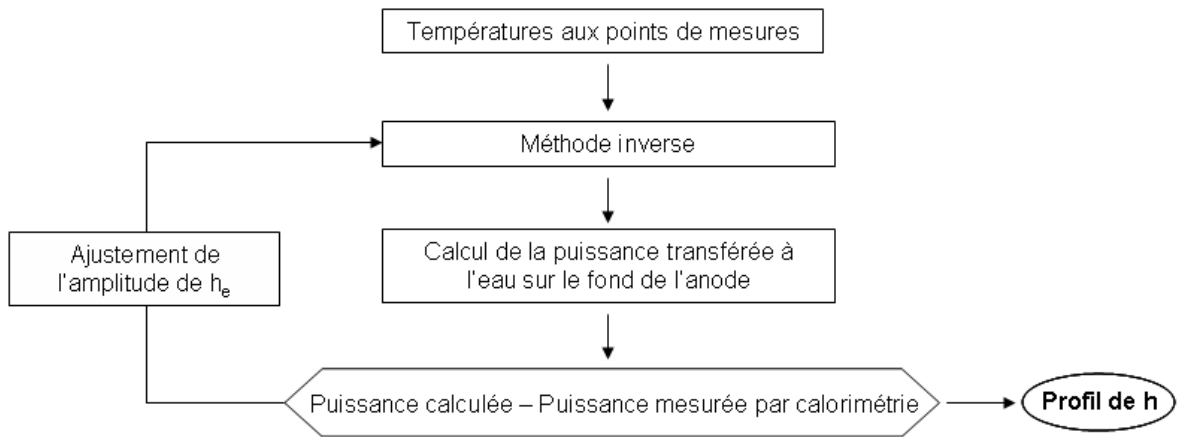 Températures aux points de mesures
Méthode inverse
Calcul de la puissance transférée à
l'eau sur le fond de l'anode
Ajustement de
l'amplitude de hₑ
Puissance calculée – Puissance mesurée par calorimétrie
Profil de h